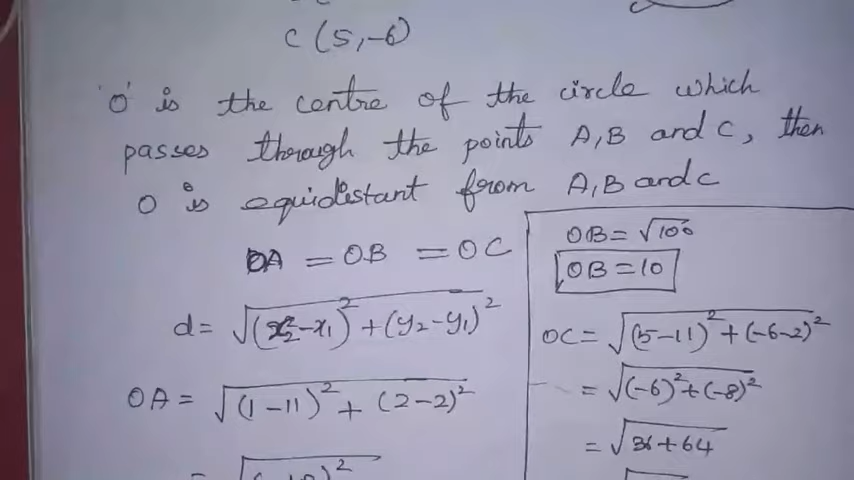 C (5,-6)
'O' is the centre of the circle which
passes through the points A,B and C, then
O is equidistant from A,B and C
OA = OB = OC
d = √(x₂-x₁)² + (y₂-y₁)²
OA = √(1-11)² + (2-2)²
= √(-10)²
OB = √100
OB = 10
OC = √(5-11)² + (-6-2)²
= √(-6)² + (-8)²
= √36 + 64